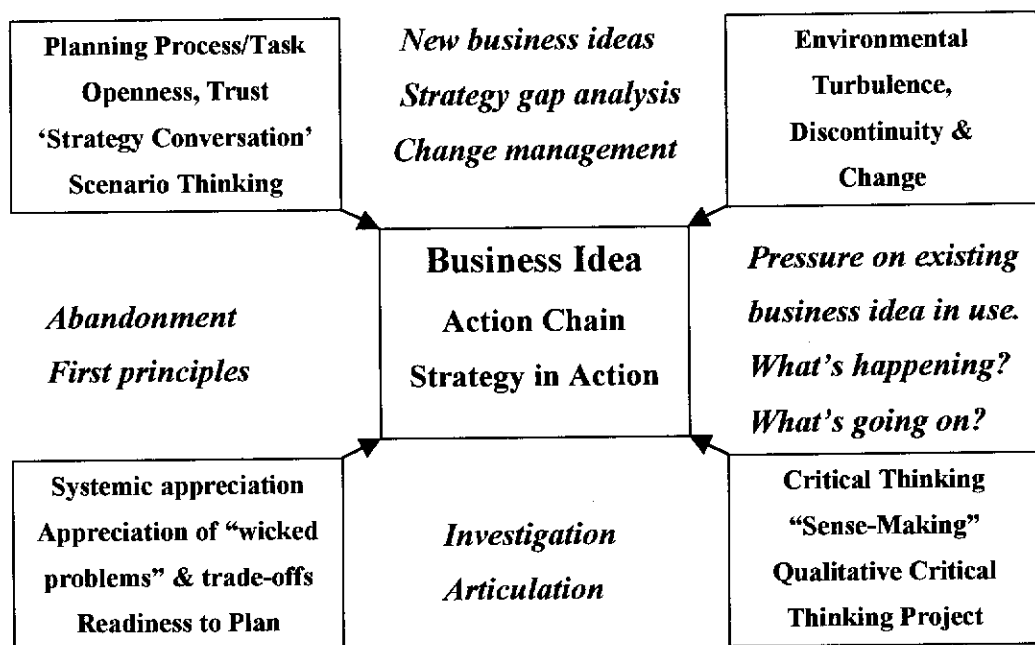 Planning Process/Task
Openness, Trust
‘Strategy Conversation’
Scenario Thinking
New business ideas
Strategy gap analysis
Change management
Environmental
Turbulence,
Discontinuity &
Change
Abandonment
First principles
Business Idea
Action Chain
Strategy in Action
Pressure on existing
business idea in use.
What’s happening?
What’s going on?
Systemic appreciation
Appreciation of “wicked
problems” & trade-offs
Readiness to Plan
Investigation
Articulation
Critical Thinking
“Sense-Making”
Qualitative Critical
Thinking Project